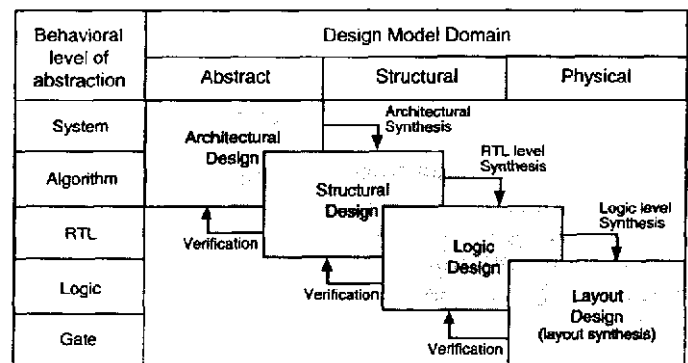 Behavioral
level of
abstraction
Design Model Domain
Abstract
Structural
Physical
System
Architectural
Design
Architectural
Synthesis
Algorithm
Structural
Design
RTL level
Synthesis
RTL
Verification
Logic
Design
Logic level
Synthesis
Logic
Verification
Layout
Design
(layout synthesis)
Gate
Verification